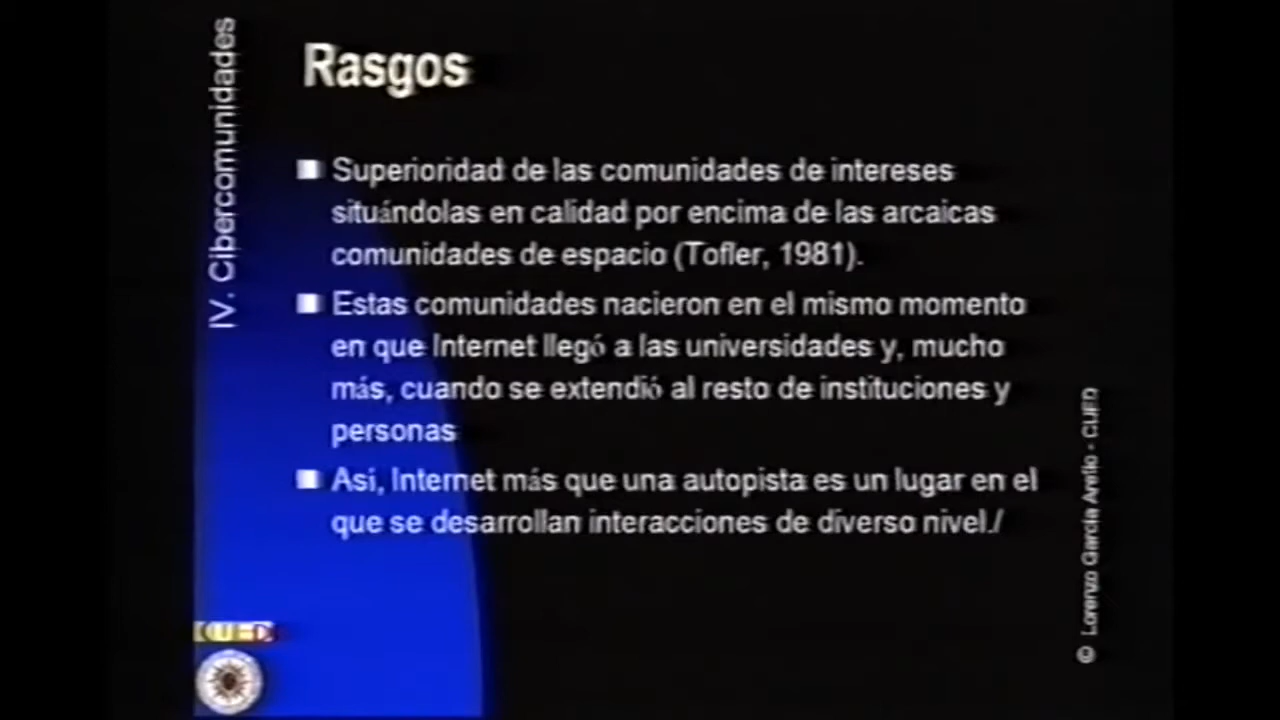 IV. Cibercomunidades
Rasgos
Superioridad de las comunidades de intereses
situándolas en calidad por encima de las arcaicas
comunidades de espacio (Tofler, 1981).
Estas comunidades nacieron en el mismo momento
en que Internet llegó a las universidades y, mucho
más, cuando se extendió al resto de instituciones y
personas
Así, Internet más que una autopista es un lugar en el
que se desarrollan interacciones de diverso nivel./
© Lorenzo García Aretio - CUED
CUED